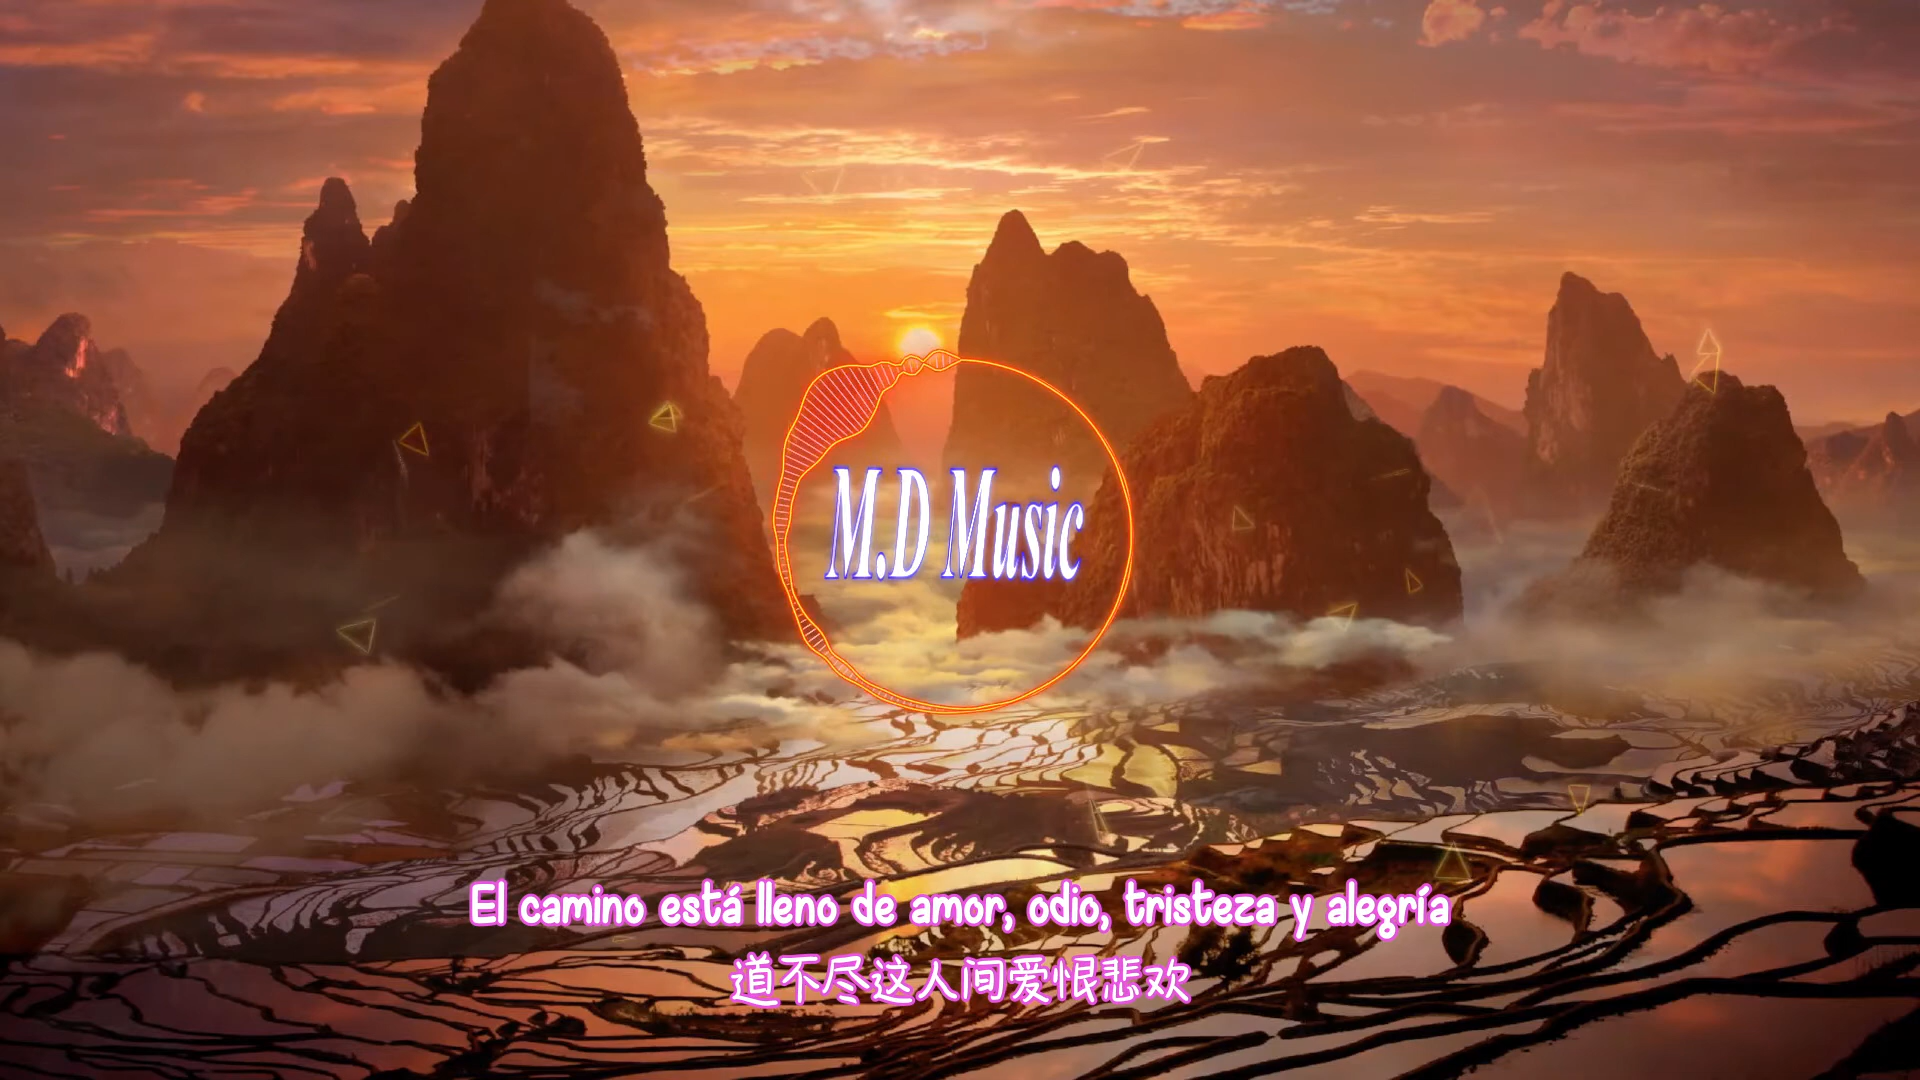 M.D Music
El camino está lleno de amor, odio, tristeza y alegría
道不尽这人间爱恨悲欢